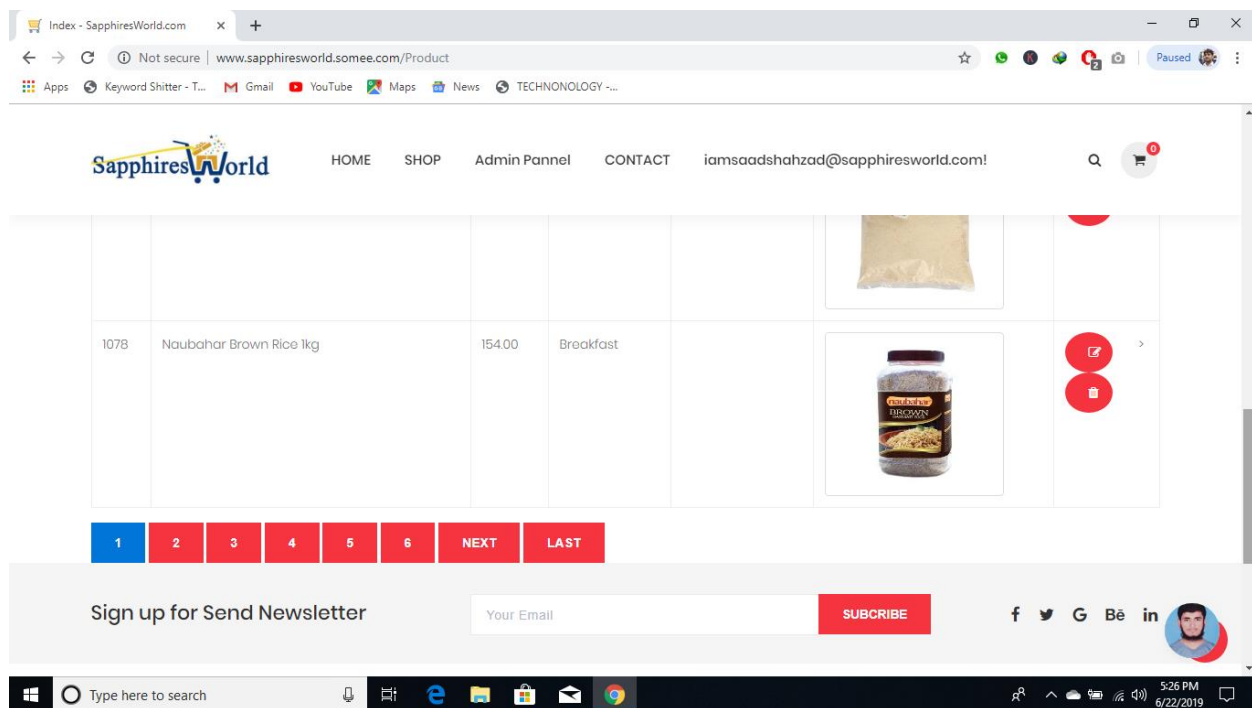 Index - SapphiresWorld.com
Not secure | www.sapphiresworld.somee.com/Product
2
Paused
Apps Keyword Shitter - T... Gmail YouTube Maps News TECHNONOLOGY -...
SapphiresWorld HOME SHOP Admin Pannel CONTACT iamsaadshahzad@sapphiresworld.com! 0
1078 Naubahar Brown Rice 1kg 154.00 Breakfast >
naubahar
BROWN
1 2 3 4 5 6 NEXT LAST
Sign up for Send Newsletter Your Email SUBCRIBE f G Bē in
Type here to search
5:26 PM
6/22/2019